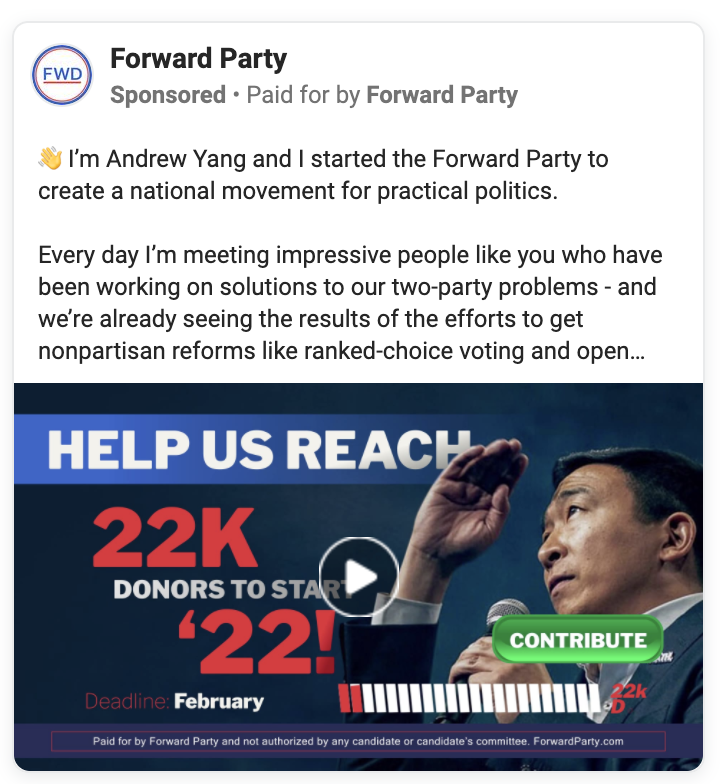 FWD
Forward Party
Sponsored • Paid for by Forward Party
👋 I’m Andrew Yang and I started the Forward Party to
create a national movement for practical politics.
Every day I’m meeting impressive people like you who have
been working on solutions to our two-party problems - and
we’re already seeing the results of the efforts to get
nonpartisan reforms like ranked-choice voting and open...
HELP US REACH
22K
DONORS TO START
‘22!
CONTRIBUTE
Deadline: February
22k
Paid for by Forward Party and not authorized by any candidate or candidate’s committee. ForwardParty.com